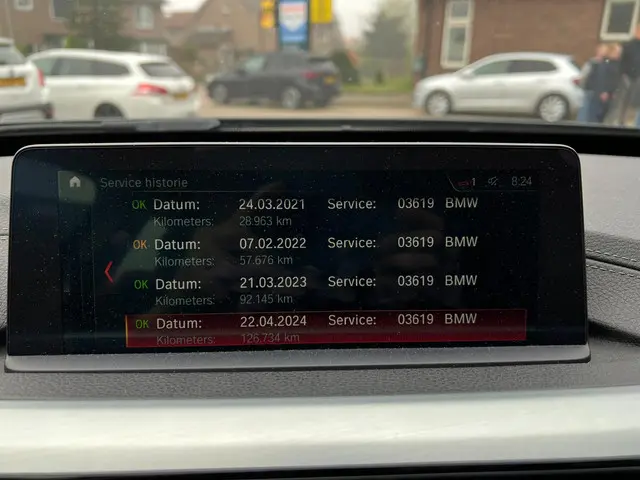 Service historie
1 8:24
OK Datum: 24.03.2021 Service: 03619 BMW
Kilometers: 28.963 km
OK Datum: 07.02.2022 Service: 03619 BMW
Kilometers: 57.676 km
OK Datum: 21.03.2023 Service: 03619 BMW
Kilometers: 92.145 km
OK Datum: 22.04.2024 Service: 03619 BMW
Kilometers: 126.734 km